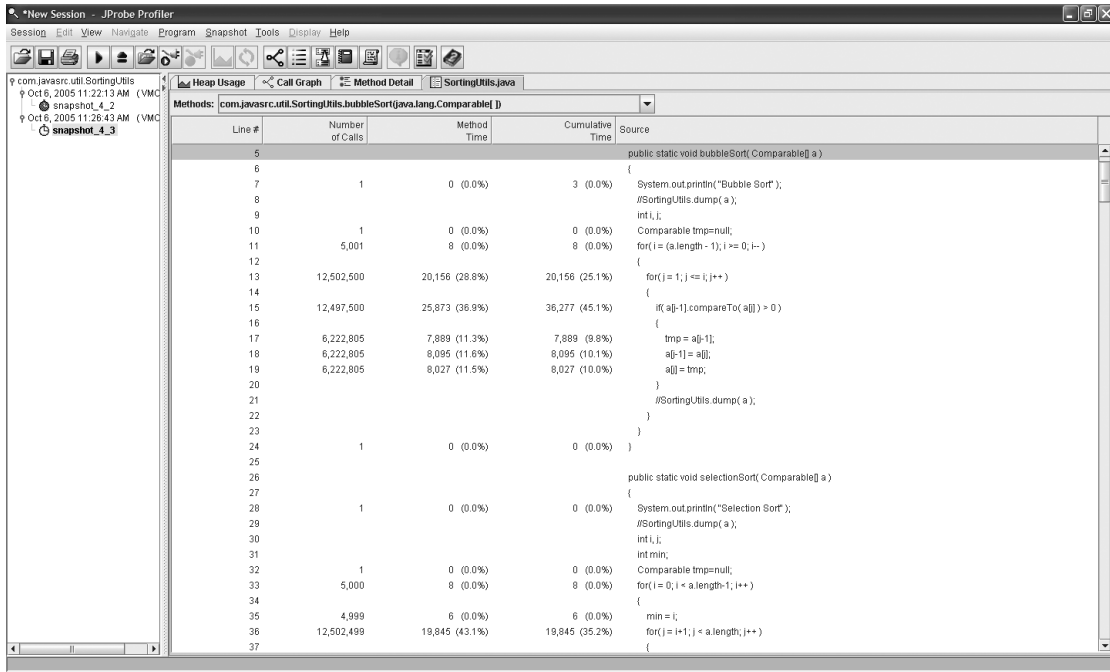 *New Session - JProbe Profiler
Session Edit View Navigate Program Snapshot Tools Display Help
com.javasrc.util.SortingUtils
Oct 6, 2005 11:22:13 AM (VMC
snapshot_4_2
Oct 6, 2005 11:26:43 AM (VMC
snapshot_4_3
Heap Usage Call Graph Method Detail SortingUtils.java
Methods: com.javasrc.util.SortingUtils.bubbleSort(java.lang.Comparable[ ])
Line # Number of Calls Method Time Cumulative Time Source
5 public static void bubbleSort( Comparable[] a )
6 {
7 1 0 (0.0%) 3 (0.0%) System.out.println( "Bubble Sort" );
8 //SortingUtils.dump( a );
9 int i, j;
10 1 0 (0.0%) 0 (0.0%) Comparable tmp=null;
11 5,001 8 (0.0%) 8 (0.0%) for( i = (a.length - 1); i >= 0; i-- )
12 {
13 12,502,500 20,156 (28.8%) 20,156 (25.1%) for( j = 1; j <= i; j++ )
14 {
15 12,497,500 25,873 (36.9%) 36,277 (45.1%) if( a[j-1].compareTo( a[j] ) > 0 )
16 {
17 6,222,805 7,889 (11.3%) 7,889 (9.8%) tmp = a[j-1];
18 6,222,805 8,095 (11.6%) 8,095 (10.1%) a[j-1] = a[j];
19 6,222,805 8,027 (11.5%) 8,027 (10.0%) a[j] = tmp;
20 }
21 //SortingUtils.dump( a );
22 }
23 }
24 1 0 (0.0%) 0 (0.0%) }
25
26 public static void selectionSort( Comparable[] a )
27 {
28 1 0 (0.0%) 0 (0.0%) System.out.println( "Selection Sort" );
29 //SortingUtils.dump( a );
30 int i, j;
31 int min;
32 1 0 (0.0%) 0 (0.0%) Comparable tmp=null;
33 5,000 8 (0.0%) 8 (0.0%) for( i = 0; i < a.length-1; i++ )
34 {
35 4,999 6 (0.0%) 6 (0.0%) min = i;
36 12,502,499 19,845 (43.1%) 19,845 (35.2%) for( j = i+1; j < a.length; j++ )
37 {